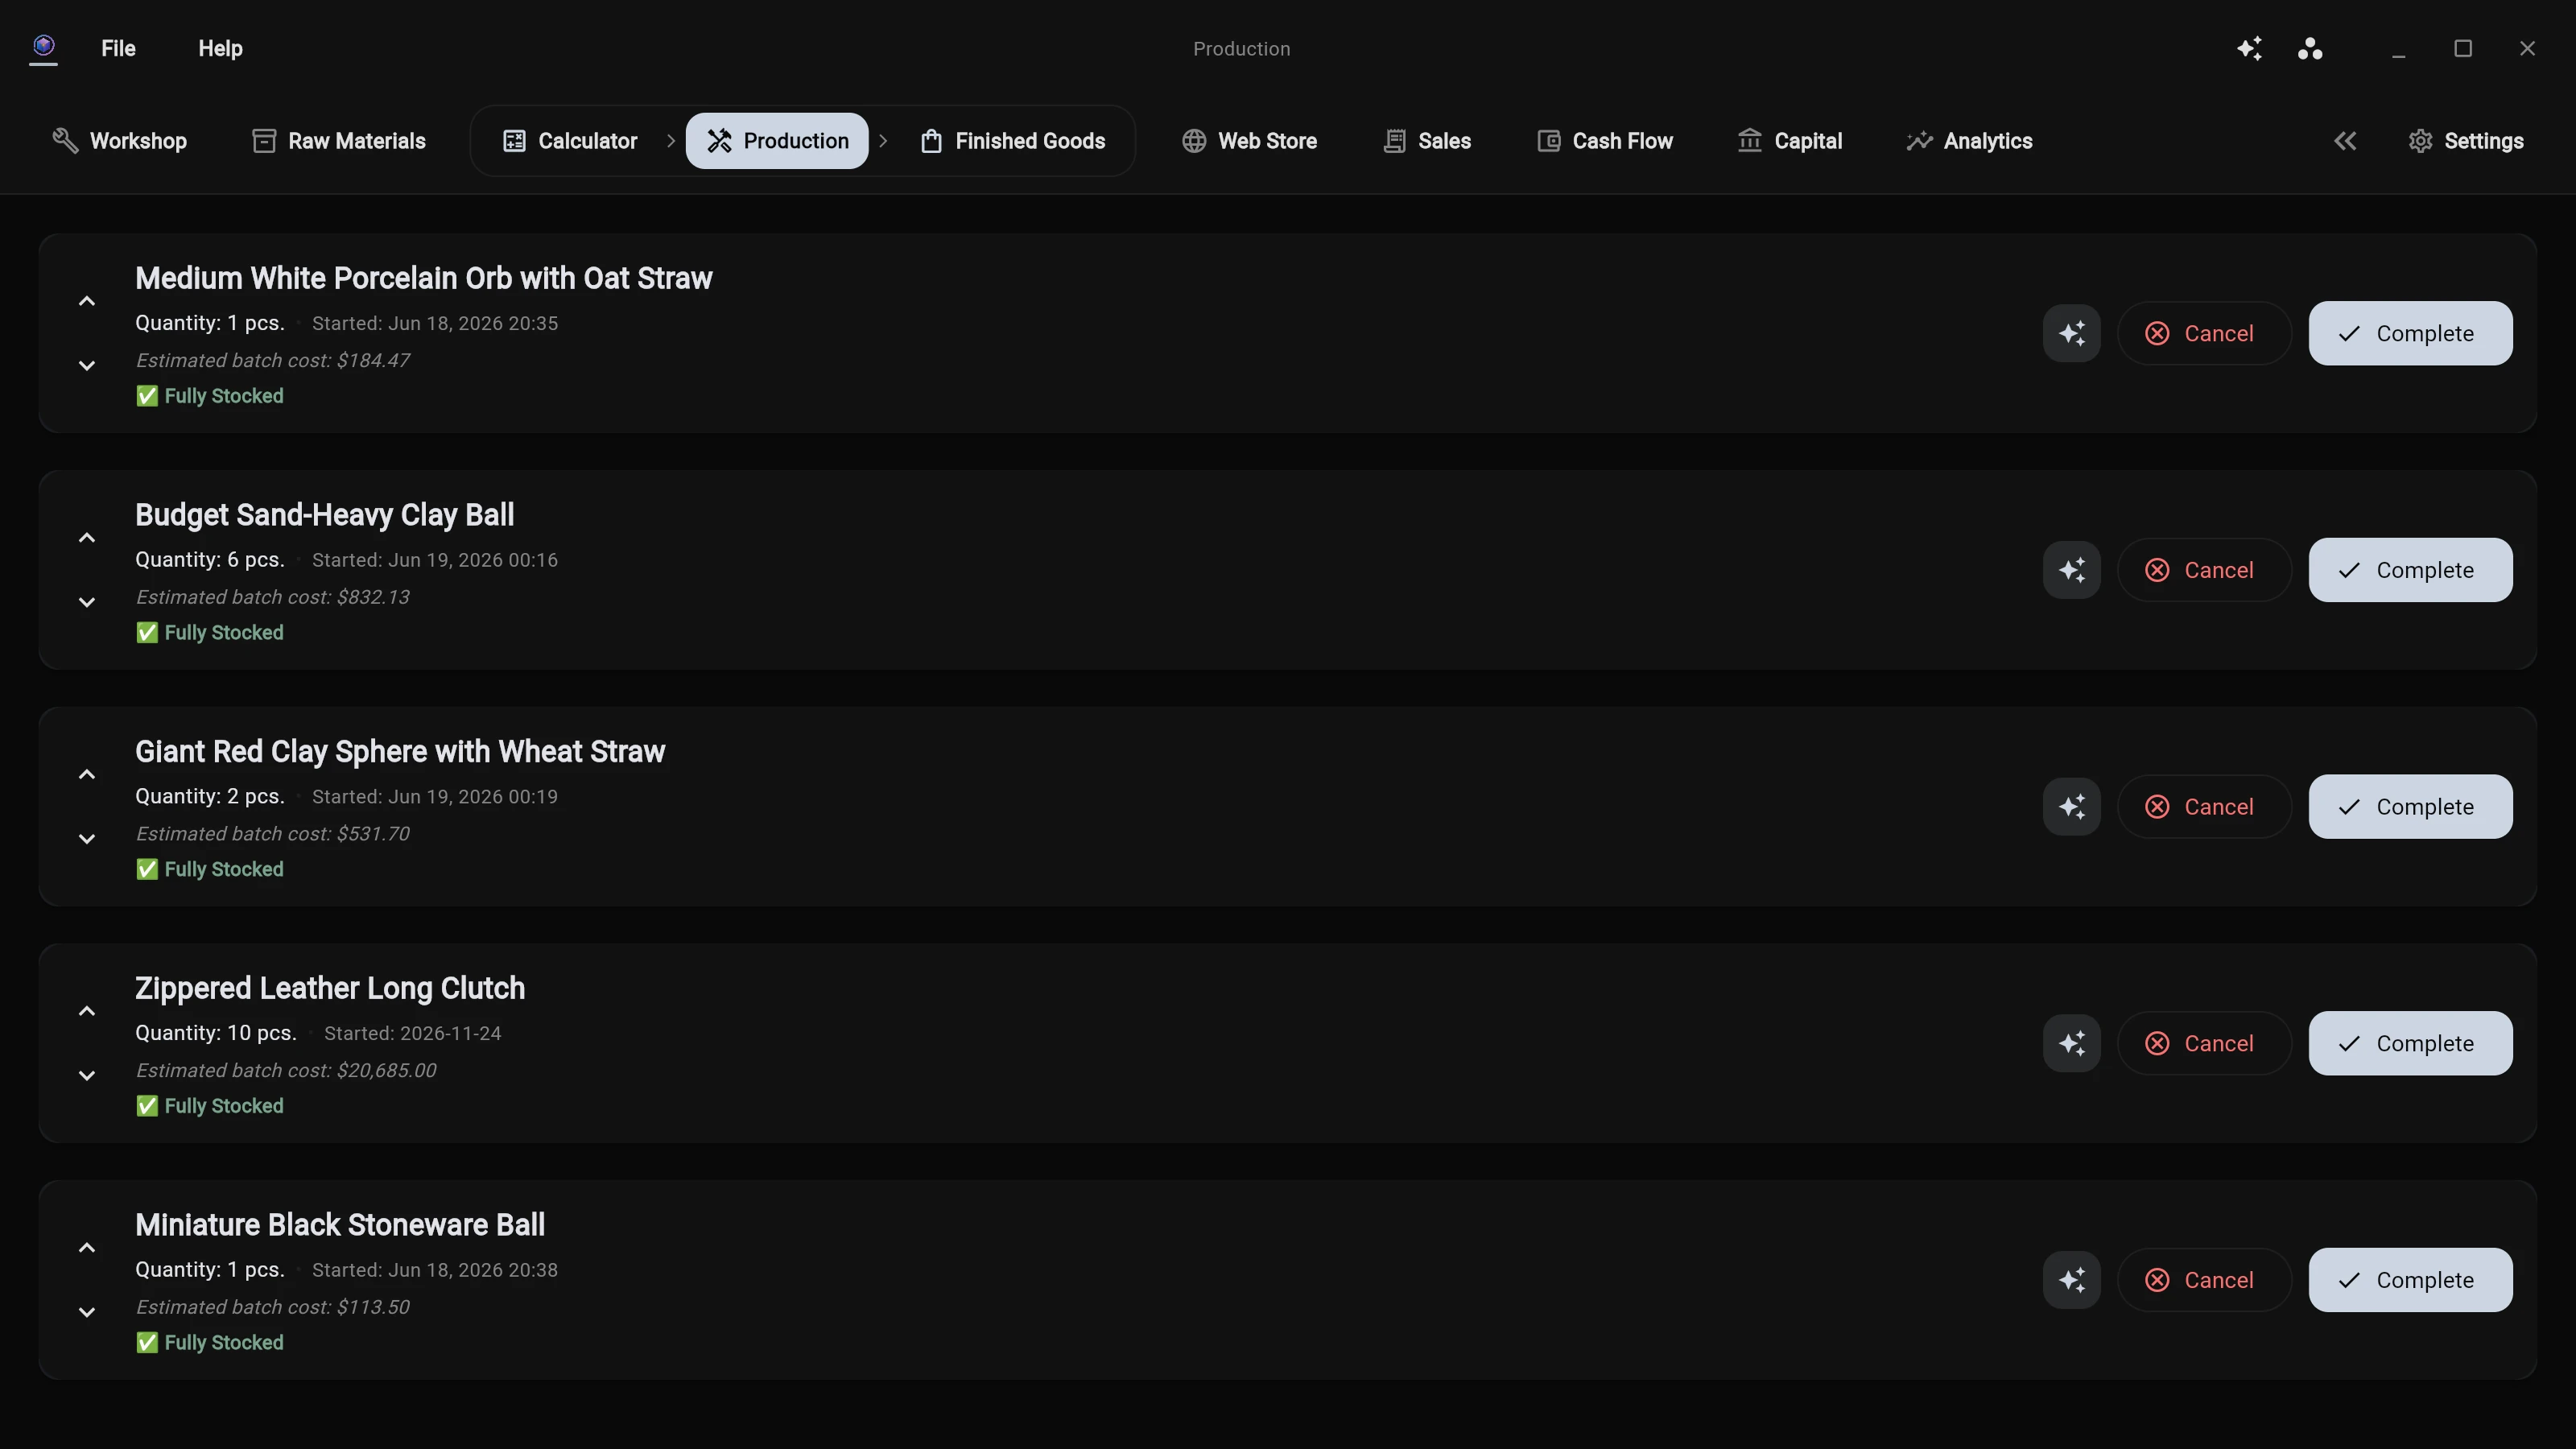 File Help Production
Workshop Raw Materials Calculator Production Finished Goods Web Store Sales Cash Flow Capital Analytics Settings
Medium White Porcelain Orb with Oat Straw
Quantity: 1 pcs. · Started: Jun 18, 2026 20:35
Estimated batch cost: $184.47
✅ Fully Stocked
Cancel Complete
Budget Sand-Heavy Clay Ball
Quantity: 6 pcs. · Started: Jun 19, 2026 00:16
Estimated batch cost: $832.13
✅ Fully Stocked
Cancel Complete
Giant Red Clay Sphere with Wheat Straw
Quantity: 2 pcs. · Started: Jun 19, 2026 00:19
Estimated batch cost: $531.70
✅ Fully Stocked
Cancel Complete
Zippered Leather Long Clutch
Quantity: 10 pcs. · Started: 2026-11-24
Estimated batch cost: $20,685.00
✅ Fully Stocked
Cancel Complete
Miniature Black Stoneware Ball
Quantity: 1 pcs. · Started: Jun 18, 2026 20:38
Estimated batch cost: $113.50
✅ Fully Stocked
Cancel Complete